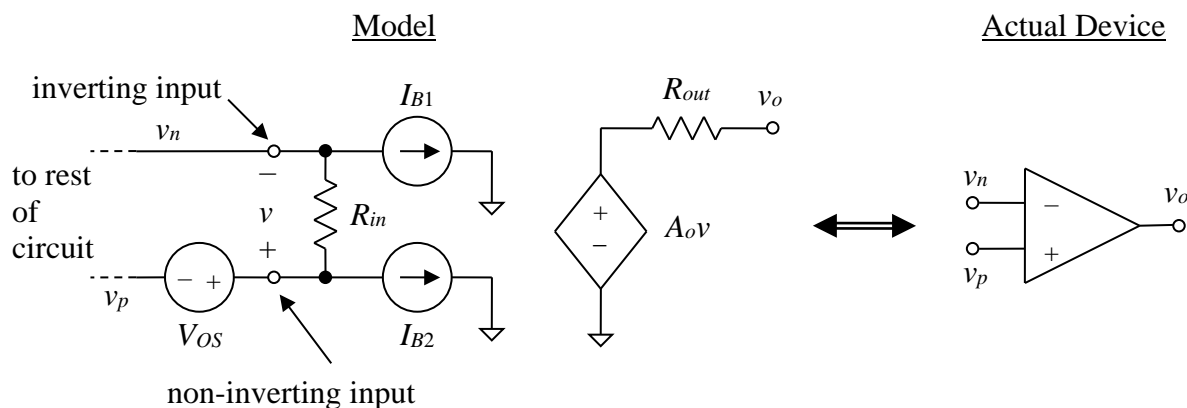 Model
Actual Device
inverting input
I_B1
R_out
v_o
v_n
to rest
of
circuit
−
v
+
R_in
+
−
A_o v
v_n
−
v_o
v_p
+
v_p
− +
V_OS
I_B2
non-inverting input